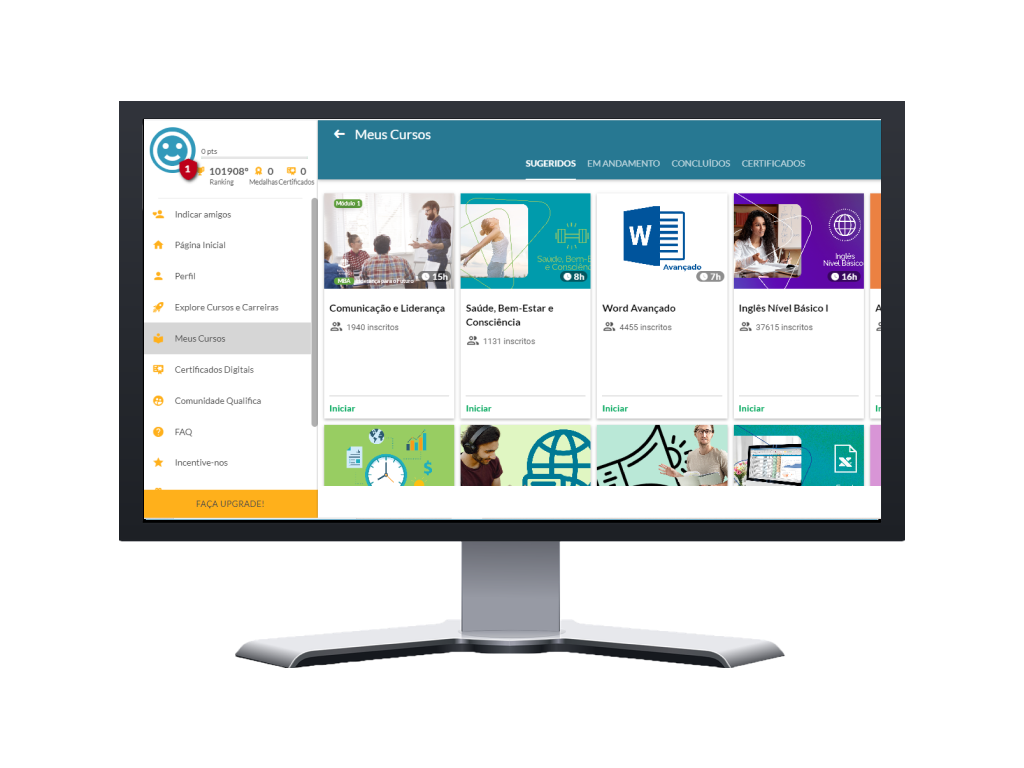 0 pts
1
101908º
0
0
Ranking
Medalhas
Certificados
Indicar amigos
Página Inicial
Perfil
Explore Cursos e Carreiras
Meus Cursos
Certificados Digitais
Comunidade Qualifica
FAQ
Incentive-nos
FAÇA UPGRADE!
Meus Cursos
SUGERIDOS
EM ANDAMENTO
CONCLUÍDOS
CERTIFICADOS
Módulo 1
MBA
para o Futuro
15h
Comunicação e Liderança
1940 inscritos
Iniciar
Saúde, Bem-E
e Consciênc
8h
Saúde, Bem-Estar e
Consciência
1131 inscritos
Iniciar
W
Avançado
7h
Word Avançado
4455 inscritos
Iniciar
Inglês
Nível Básico
16h
Inglês Nível Básico I
37615 inscritos
Iniciar
A
In
$
X